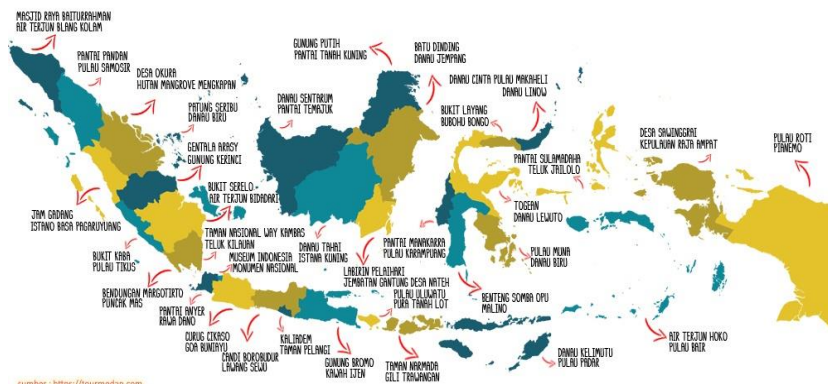 MASJID RAYA BAITURRAHMAN
AIR TERJUN BLANG KOLAM
PANTAI PANDAN
PULAU SAMOSIR
DESA OKURA
HUTAN MANGROVE MENGKAPAN
PATUNG SERIBU
DANAU BIRU
GENTALA ARASY
GUNUNG KERINCI
BUKIT SERELO
AIR TERJUN BIDADARI
JAM GADANG
ISTANO BASA PAGARUYUANG
BUKIT KABA
PULAU TIKUS
TAMAN NASIONAL WAY KAMBAS
TELUK KILAUAN
MUSEUM INDONESIA
MONUMEN NASIONAL
BENDUNGAN MARGOTIRTO
PUNCAK MAS
PANTAI ANYER
RAWA DANO
CURUG CIKASO
GOA BUNIAYU
CANDI BOROBUDUR
LAWANG SEWU
KALIADEM
TAMAN PELANGI
GUNUNG BROMO
KAWAH IJEN
PULAU ULUWATU
PURA TANAH LOT
TAMAN NARMADA
GILI TRAWANGAN
DANAU KELIMUTU
PULAU PADAR
GUNUNG PUTIH
PANTAI TANAH KUNING
BATU DINDING
DANAU JEMPANG
DANAU SENTARUM
PANTAI TEMAJUK
DANAU TAHAI
ISTANA KUNING
LABIRIN PELAIHARI
JEMBATAN GANTUNG DESA NATEH
DANAU CINTA PULAU MAKAHELI
DANAU LINOW
BUKIT LAYANG
BUBOHU BONGO
PANTAI SULAMADAHA
TELUK JAILOLO
TOGEAN
DANAU LEWUTO
PANTAI MANAKARRA
PULAU KARAMPUANG
PULAU MUNA
DANAU BIRU
BENTENG SOMBA OPU
MALINO
DESA SAWINGGRAI
KEPULAUAN RAJA AMPAT
PULAU ROTI
PIANEMO
AIR TERJUN HOKO
PULAU BAIR
sumber : https://tourmadan.com